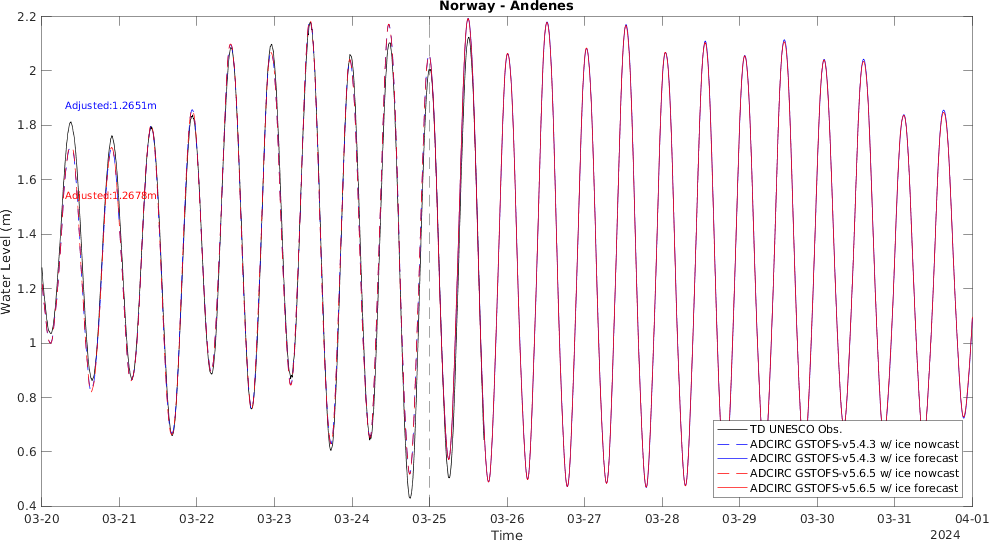 Norway - Andenes
2.2
2
1.8
1.6
1.4
1.2
1
0.8
0.6
0.4
Water Level (m)
Adjusted:1.2651m
Adjusted:1.2678m
TD UNESCO Obs.
ADCIRC GSTOFS-v5.4.3 w/ ice nowcast
ADCIRC GSTOFS-v5.4.3 w/ ice forecast
ADCIRC GSTOFS-v5.6.5 w/ ice nowcast
ADCIRC GSTOFS-v5.6.5 w/ ice forecast
03-20 03-21 03-22 03-23 03-24 03-25 03-26 03-27 03-28 03-29 03-30 03-31 04-01
Time
2024